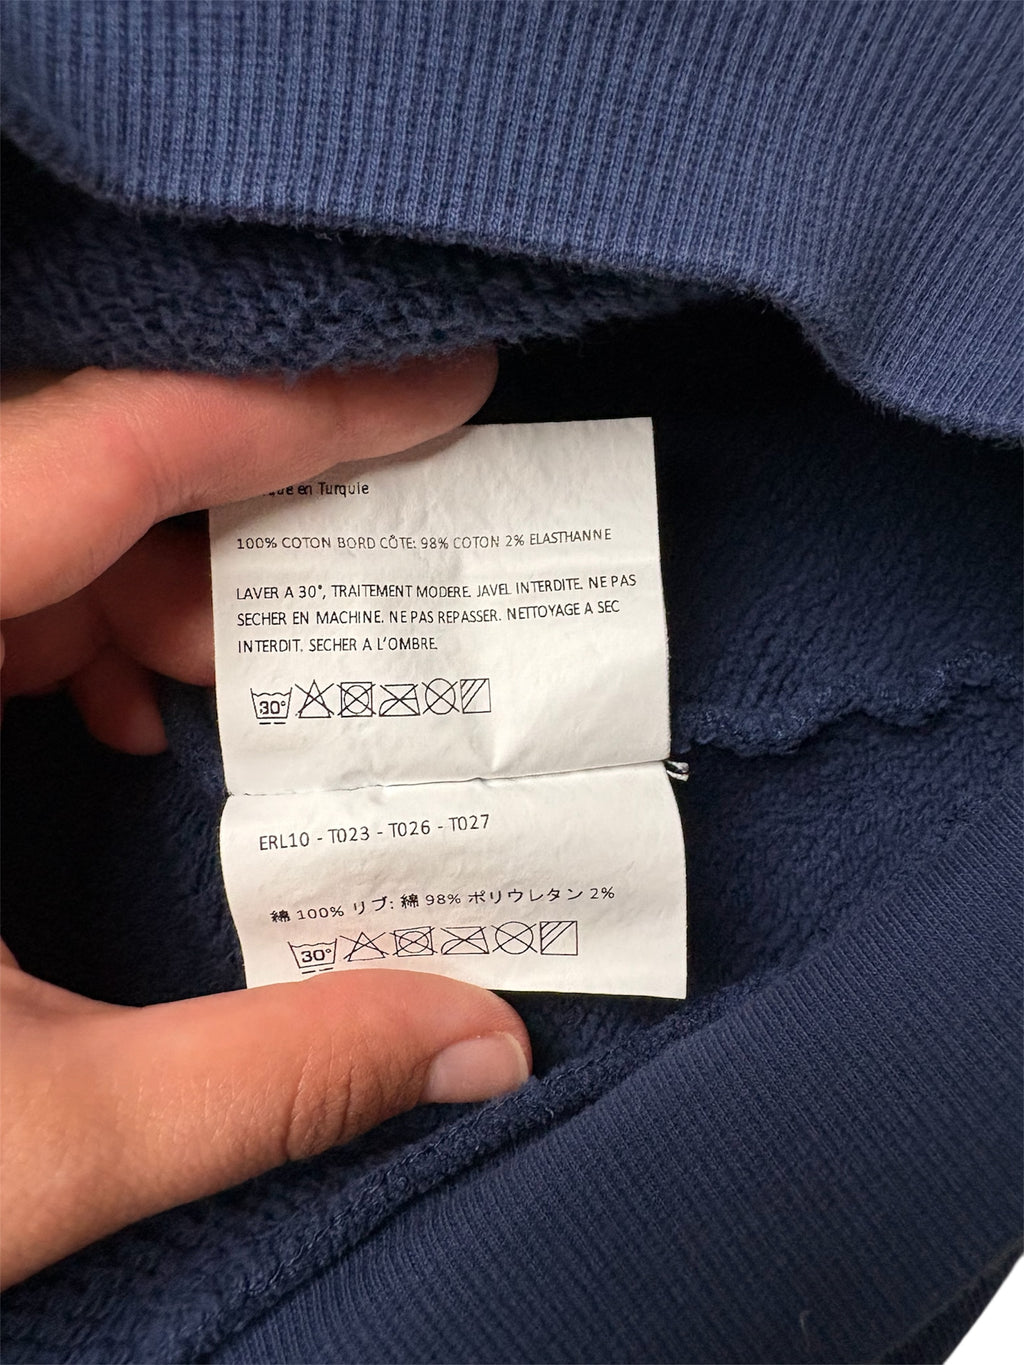 en Turquie
100% COTON BORD CÔTE: 98% COTON 2% ELASTHANNE
LAVER A 30°, TRAITEMENT MODERE. JAVEL INTERDITE. NE PAS
SECHER EN MACHINE. NE PAS REPASSER. NETTOYAGE A SEC
INTERDIT. SECHER A L'OMBRE.
30°
ERL10 - T023 - T026 - T027
綿 100% リブ: 綿 98% ポリウレタン 2%
30°